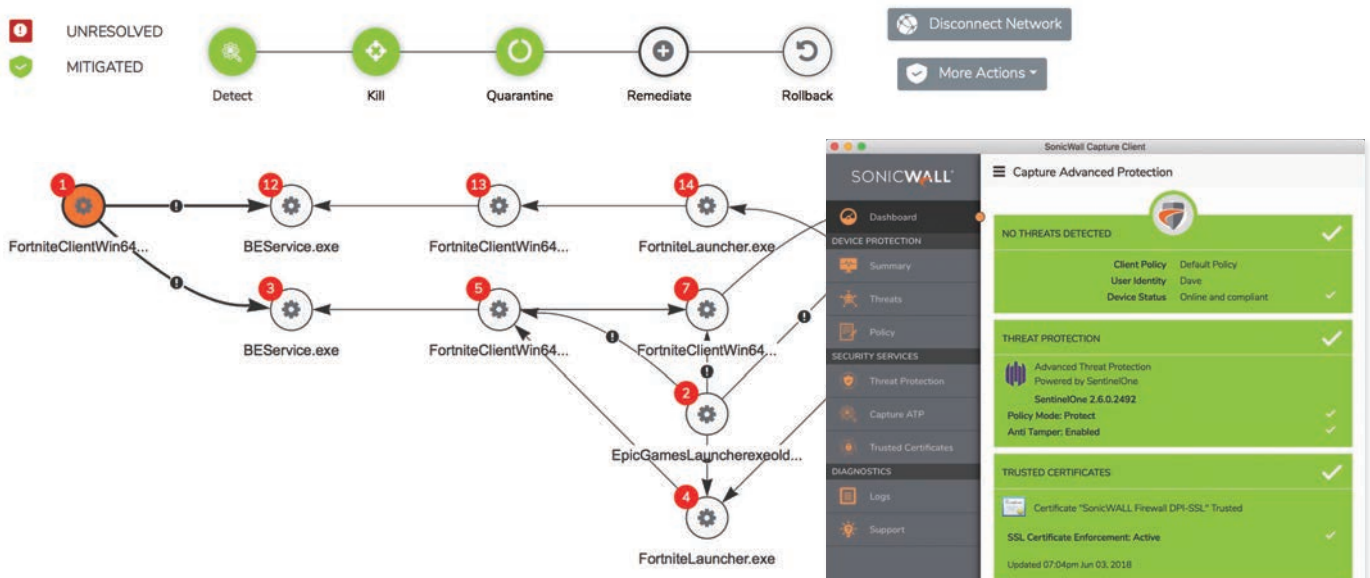 UNRESOLVED
MITIGATED
Detect
Kill
Quarantine
Remediate
Rollback
Disconnect Network
More Actions
1
FortniteClientWin64...
12
BEService.exe
13
FortniteClientWin64...
14
FortniteLauncher.exe
3
BEService.exe
5
FortniteClientWin64...
7
FortniteClientWin64...
2
EpicGamesLauncherexeold...
4
FortniteLauncher.exe
SonicWall Capture Client
SONICWALL
Dashboard
DEVICE PROTECTION
Summary
Threats
Policy
SECURITY SERVICES
Threat Protection
Capture ATP
Trusted Certificates
DIAGNOSTICS
Logs
Support
Capture Advanced Protection
NO THREATS DETECTED
Client Policy Default Policy
User Identity Dave
Device Status Online and compliant
THREAT PROTECTION
Advanced Threat Protection
Powered by SentinelOne
SentinelOne 2.6.0.2492
Policy Mode: Protect
Anti Tamper: Enabled
TRUSTED CERTIFICATES
Certificate "SonicWALL Firewall DPI-SSL" Trusted
SSL Certificate Enforcement: Active
Updated 07:04pm Jun 03, 2018